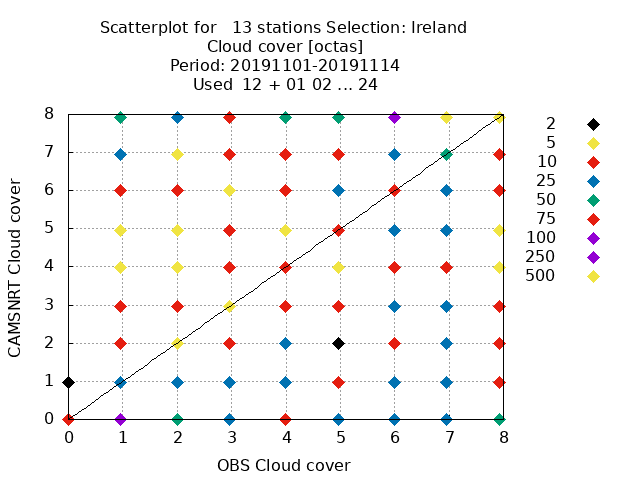 Scatterplot for   13 stations Selection: Ireland
Cloud cover [octas]
Period: 20191101-20191114
Used  12 + 01 02 ... 24
8
7
6
5
4
3
2
1
0
CAMSNRT Cloud cover
0 1 2 3 4 5 6 7 8
OBS Cloud cover
2
5
10
25
50
75
100
250
500